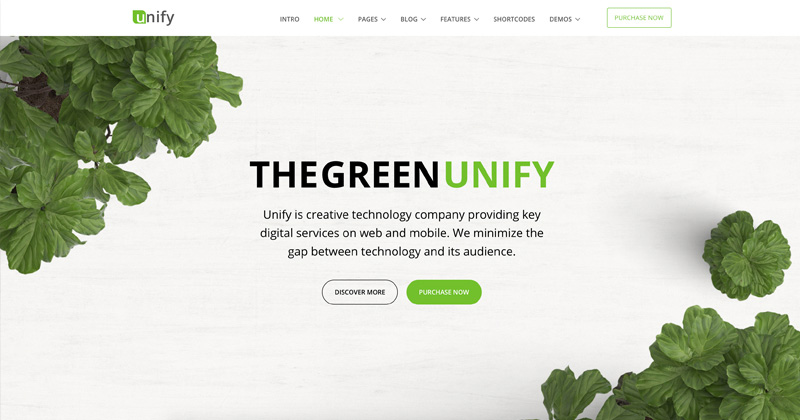 unify
INTRO HOME PAGES BLOG FEATURES SHORTCODES DEMOS PURCHASE NOW
THEGREENUNIFY
Unify is creative technology company providing key
digital services on web and mobile. We minimize the
gap between technology and its audience.
DISCOVER MORE PURCHASE NOW